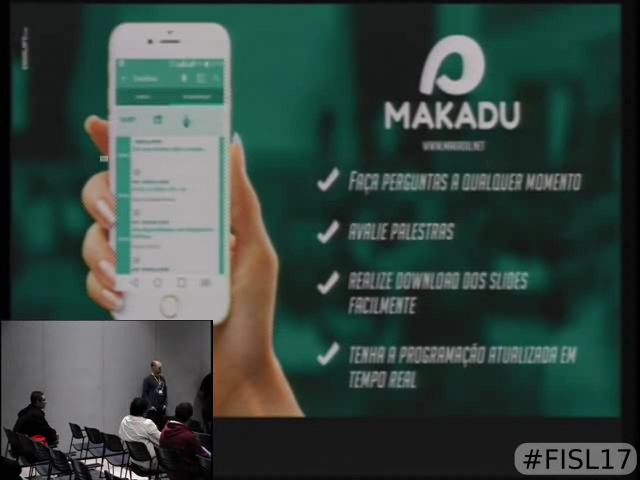 MAKADU
WWW.MAKADU.NET
FAÇA PERGUNTAS A QUALQUER MOMENTO
AVALIE PALESTRAS
REALIZE DOWNLOAD DOS SLIDES
FACILMENTE
TENHA A PROGRAMAÇÃO ATUALIZADA EM
TEMPO REAL
#FISL17